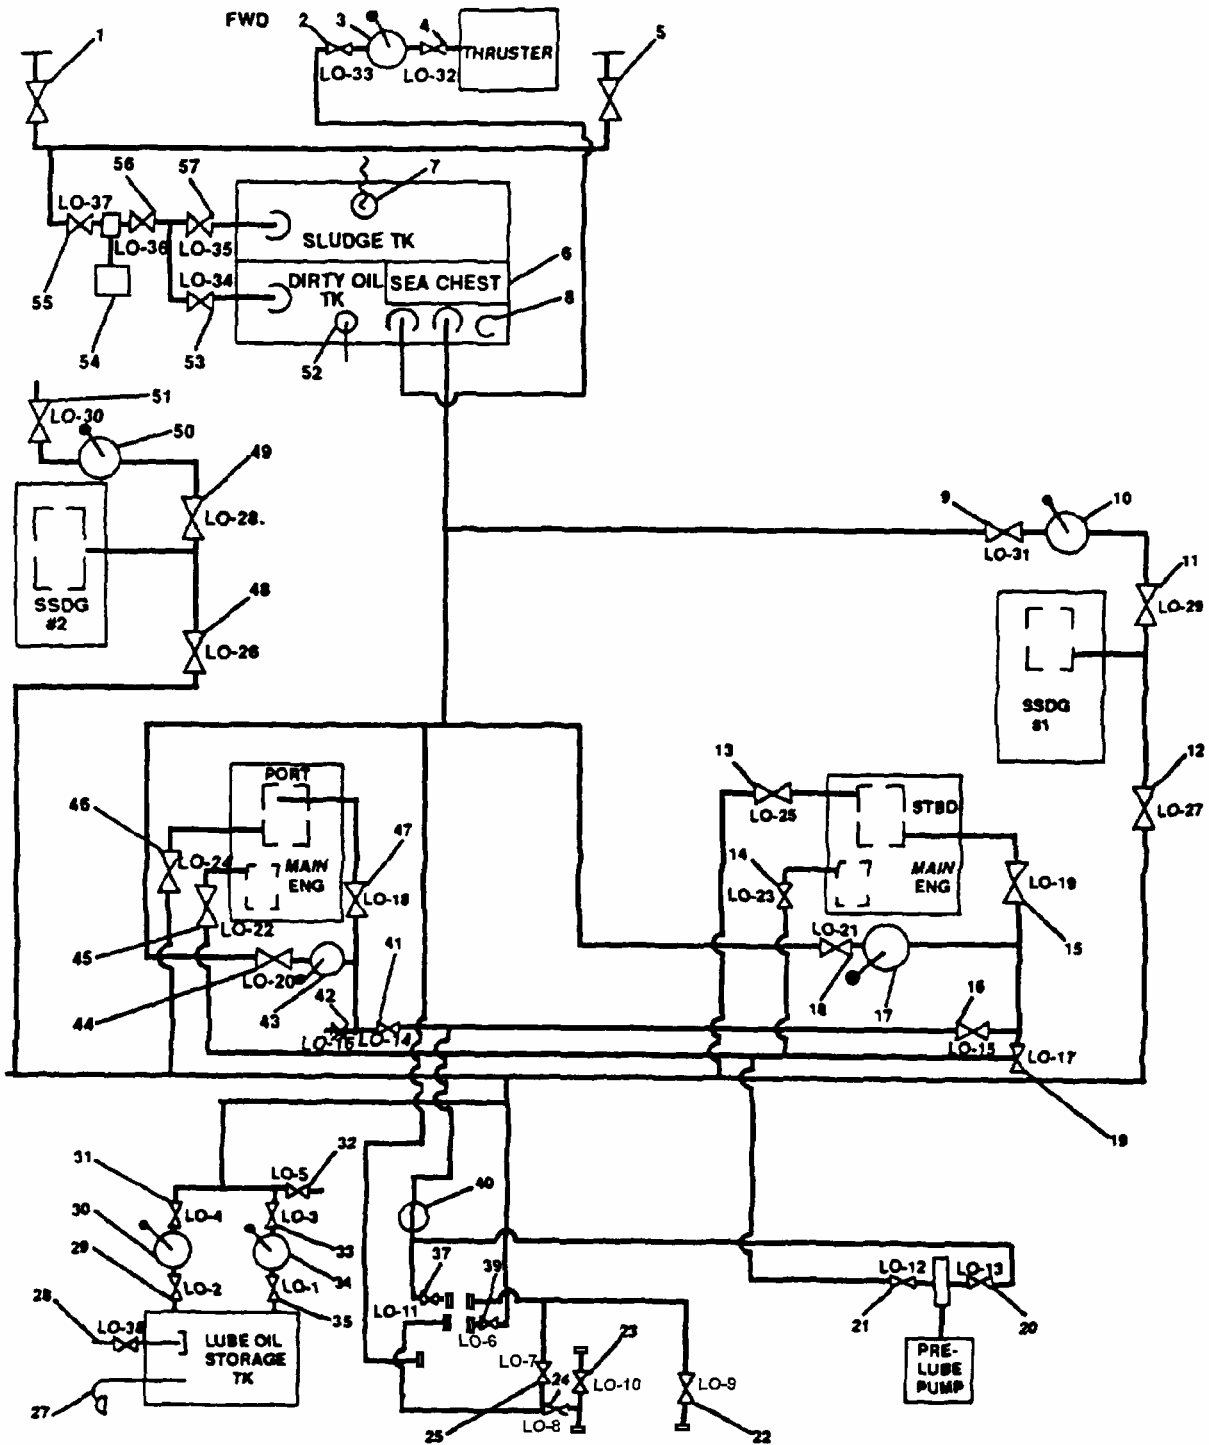 FWD
2
3
4
THRUSTER
5
1
LO-33
LO-32
56
57
7
LO-37
LO-36
LO-35
SLUDGE TK
6
LO-34
DIRTY OIL
TK
SEA CHEST
8
55
54
53
52
51
LO-30
50
49
LO-28.
9
10
LO-31
11
LO-29
SSDG
#2
48
LO-26
SSDG
#1
12
13
LO-27
PORT
46
47
LO-24
MAIN
ENG
LO-18
LO-22
45
STBD
LO-25
14
LO-23
MAIN
ENG
LO-19
LO-21
15
41
LO-20
42
44
43
LO-16
LO-14
18
17
16
LO-15
LO-17
19
32
31
LO-5
LO-4
LO-3
30
33
40
29
LO-2
LO-1
34
37
39
28
LO-38
35
LO-11
LO-6
LO-12
LO-13
21
20
LUBE OIL
STORAGE
TK
LO-7
23
24
LO-10
LO-9
PRE-
LUBE
PUMP
27
LO-8
25
22